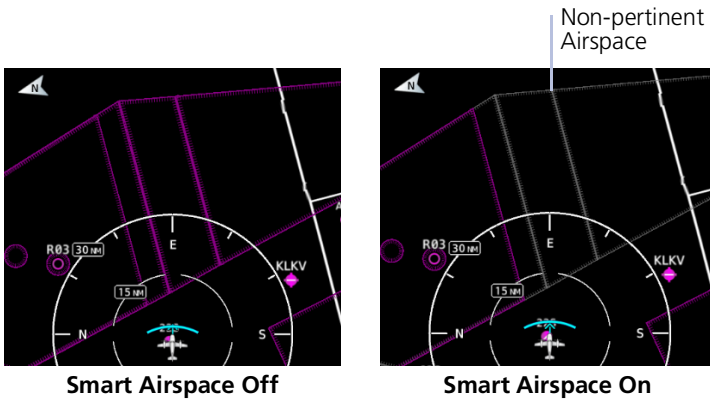 Non-pertinent
Airspace
N
R03 30 NM
E
KLKV
15 NM
N
S
Smart Airspace Off
N
R03 30 NM
E
KLKV
15 NM
N
S
Smart Airspace On